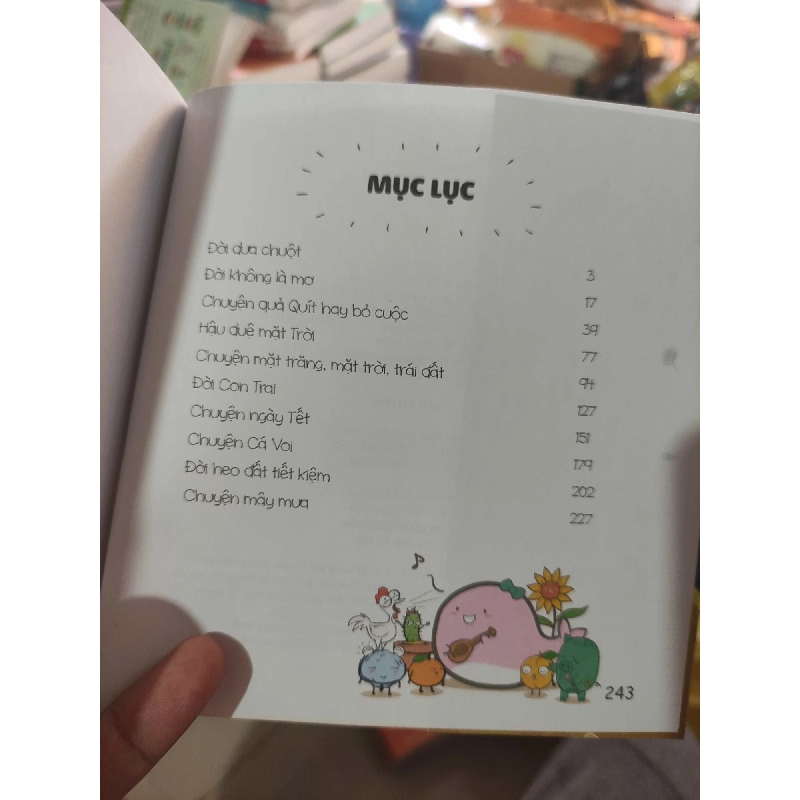 MỤC LỤC
Đời dưa chuột 3
Đời không là mơ 17
Chuyện quả Quít hay bỏ cuộc 39
Hậu duệ mặt Trời 77
Chuyện mặt trăng, mặt trời, trái đất 94
Đời Con Trai 127
Chuyện ngày Tết 151
Chuyện Cá Voi 179
Đời heo đất tiết kiệm 202
Chuyện mây mưa 227
243